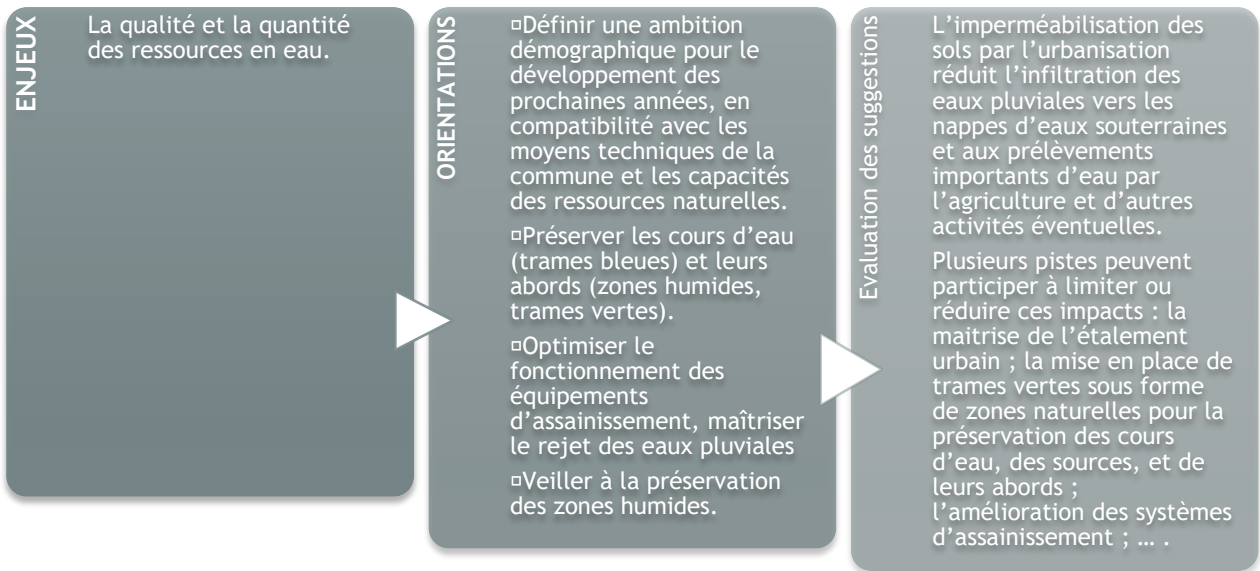 ENJEUX
La qualité et la quantité
des ressources en eau.
ORIENTATIONS
▫Définir une ambition
démographique pour le
développement des
prochaines années, en
compatibilité avec les
moyens techniques de la
commune et les capacités
des ressources naturelles.
▫Préserver les cours d’eau
(trames bleues) et leurs
abords (zones humides,
trames vertes).
▫Optimiser le
fonctionnement des
équipements
d’assainissement, maîtriser
le rejet des eaux pluviales
▫Veiller à la préservation
des zones humides.
Evaluation des suggestions
L’imperméabilisation des
sols par l’urbanisation
réduit l’infiltration des
eaux pluviales vers les
nappes d’eaux souterraines
et aux prélèvements
importants d’eau par
l’agriculture et d’autres
activités éventuelles.
Plusieurs pistes peuvent
participer à limiter ou
réduire ces impacts : la
maitrise de l’étalement
urbain ; la mise en place de
trames vertes sous forme
de zones naturelles pour la
préservation des cours
d’eau, des sources, et de
leurs abords ;
l’amélioration des systèmes
d’assainissement ; … .